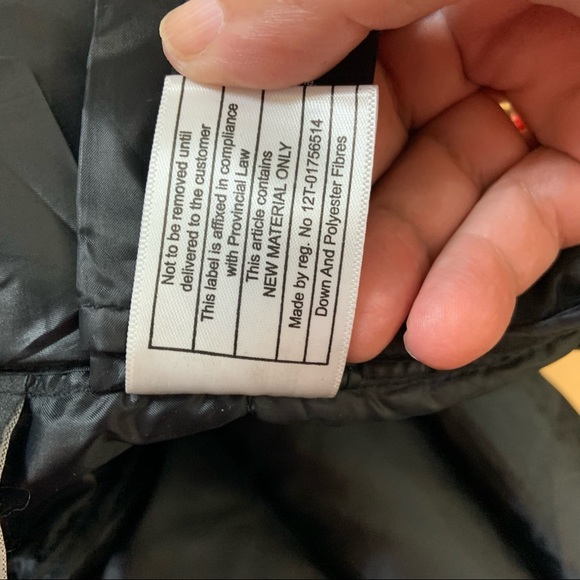 Not to be removed until
delivered to the customer
This label is affixed in compliance
with Provincial Law
This article contains
NEW MATERIAL ONLY
Made by reg. No 12T-01756514
Down And Polyester Fibres